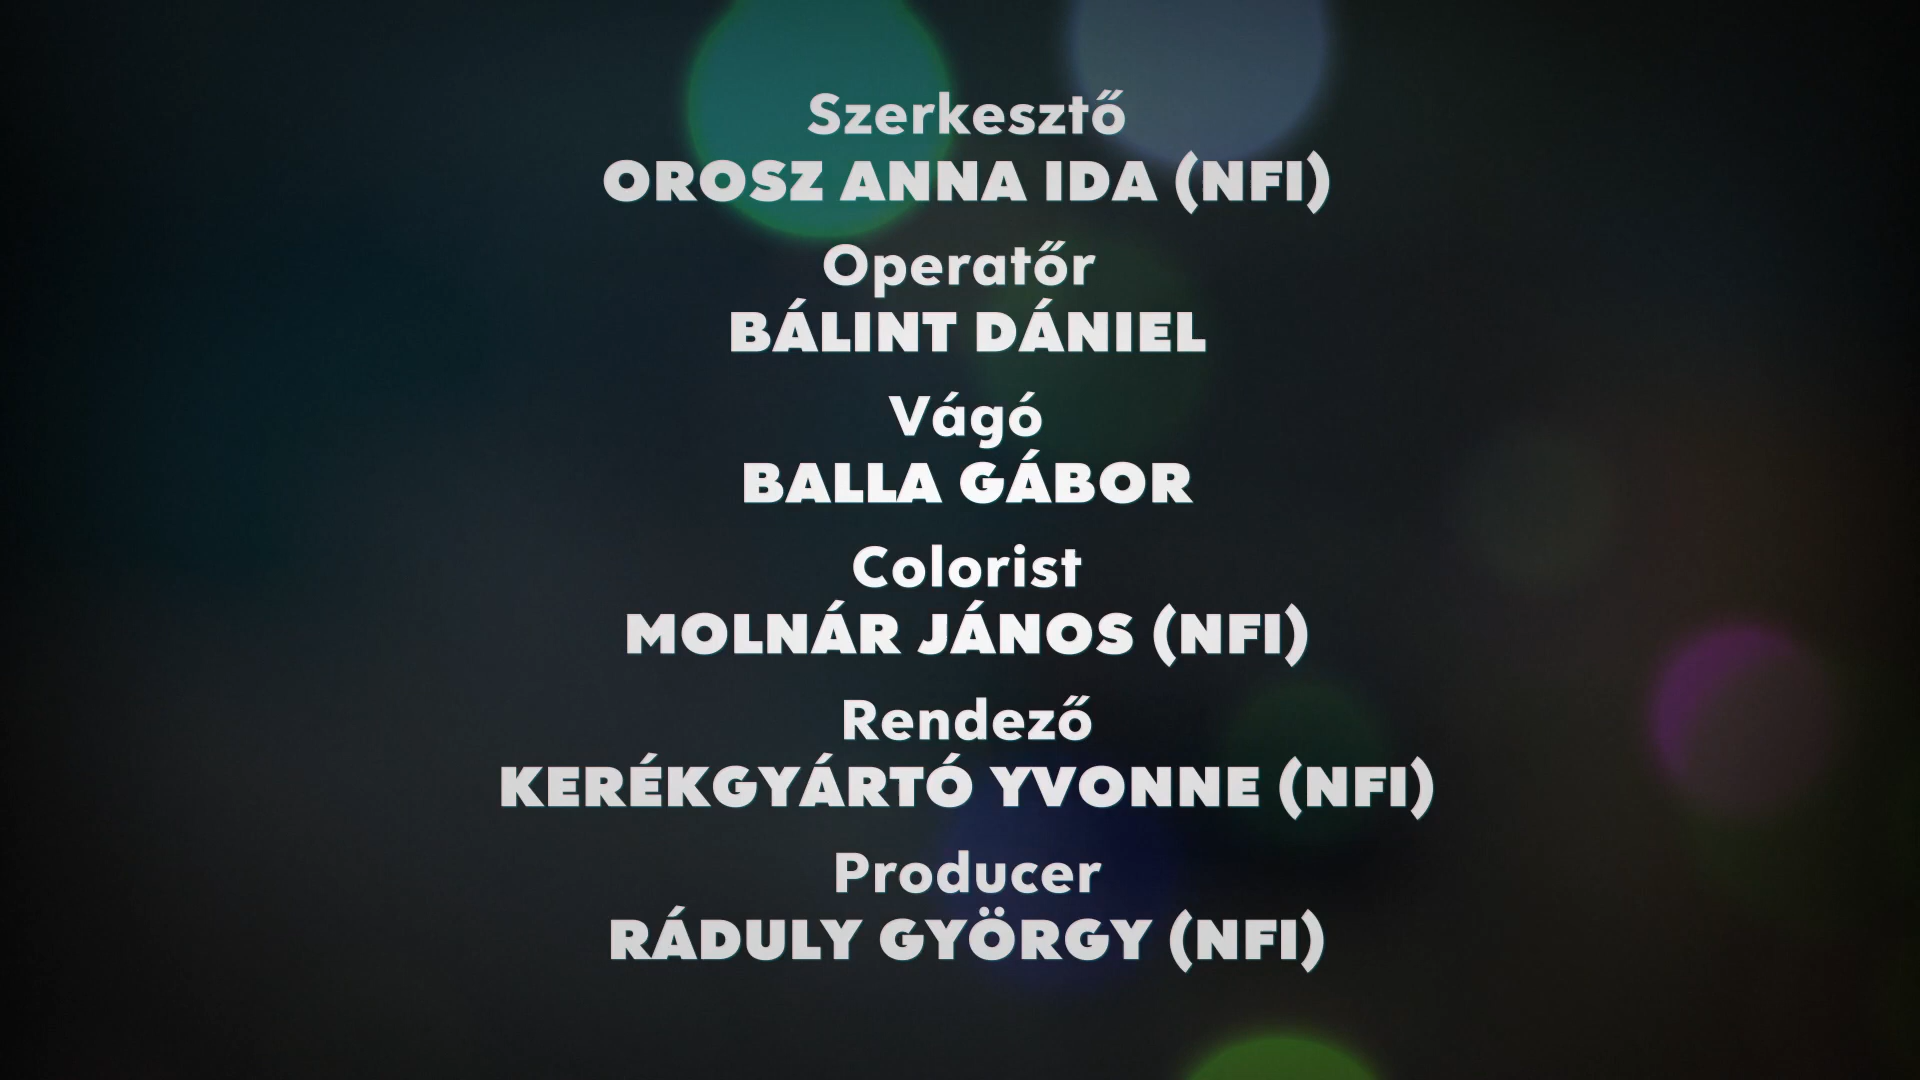 Szerkesztő
OROSZ ANNA IDA (NFI)
Operatőr
BÁLINT DÁNIEL
Vágó
BALLA GÁBOR
Colorist
MOLNÁR JÁNOS (NFI)
Rendező
KERÉKGYÁRTÓ YVONNE (NFI)
Producer
RÁDULY GYÖRGY (NFI)